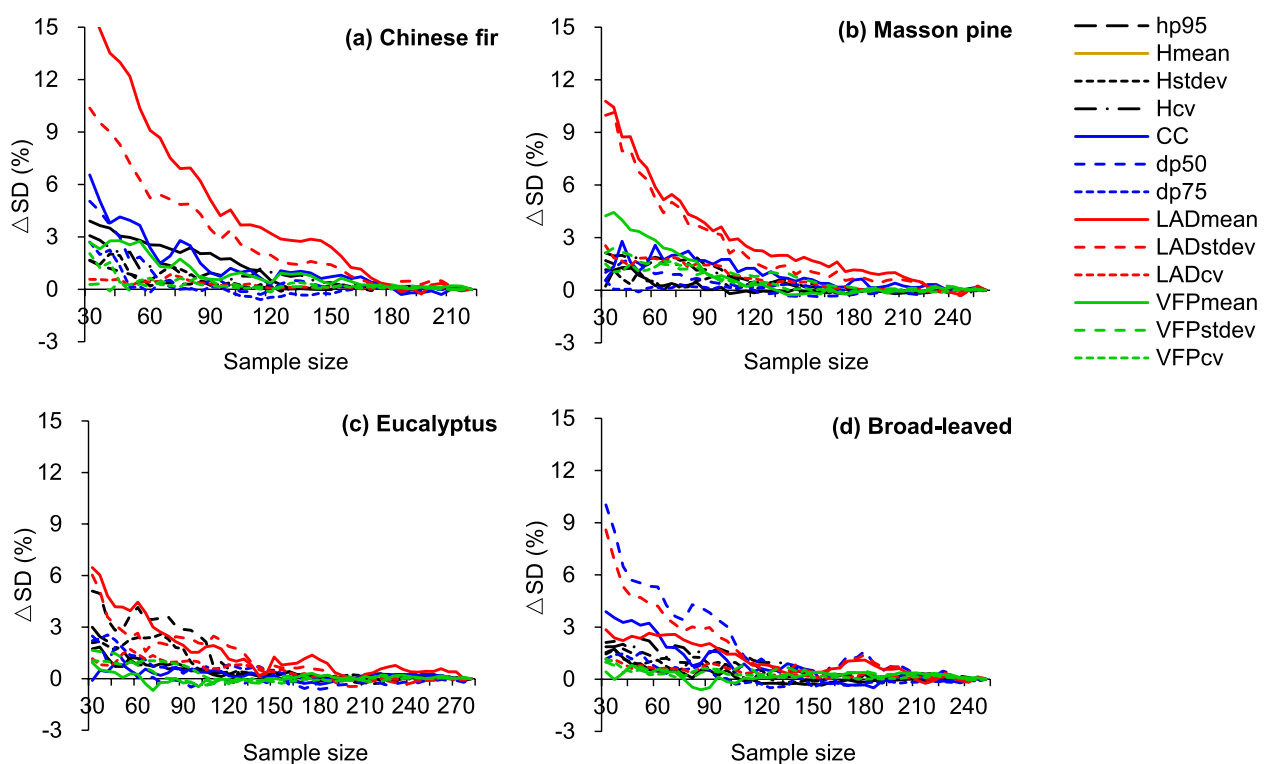 (a) Chinese fir
15
12
9
6
3
0
-3
△SD (%)
30 60 90 120 150 180 210
Sample size
(b) Masson pine
15
12
9
6
3
0
-3
△SD (%)
30 60 90 120 150 180 210 240
Sample size
hp95
Hmean
Hstdev
Hcv
CC
dp50
dp75
LADmean
LADstdev
LADcv
VFPmean
VFPstdev
VFPcv
(c) Eucalyptus
15
12
9
6
3
0
-3
△SD (%)
30 60 90 120 150 180 210 240 270
Sample size
(d) Broad-leaved
15
12
9
6
3
0
-3
△SD (%)
30 60 90 120 150 180 210 240
Sample size